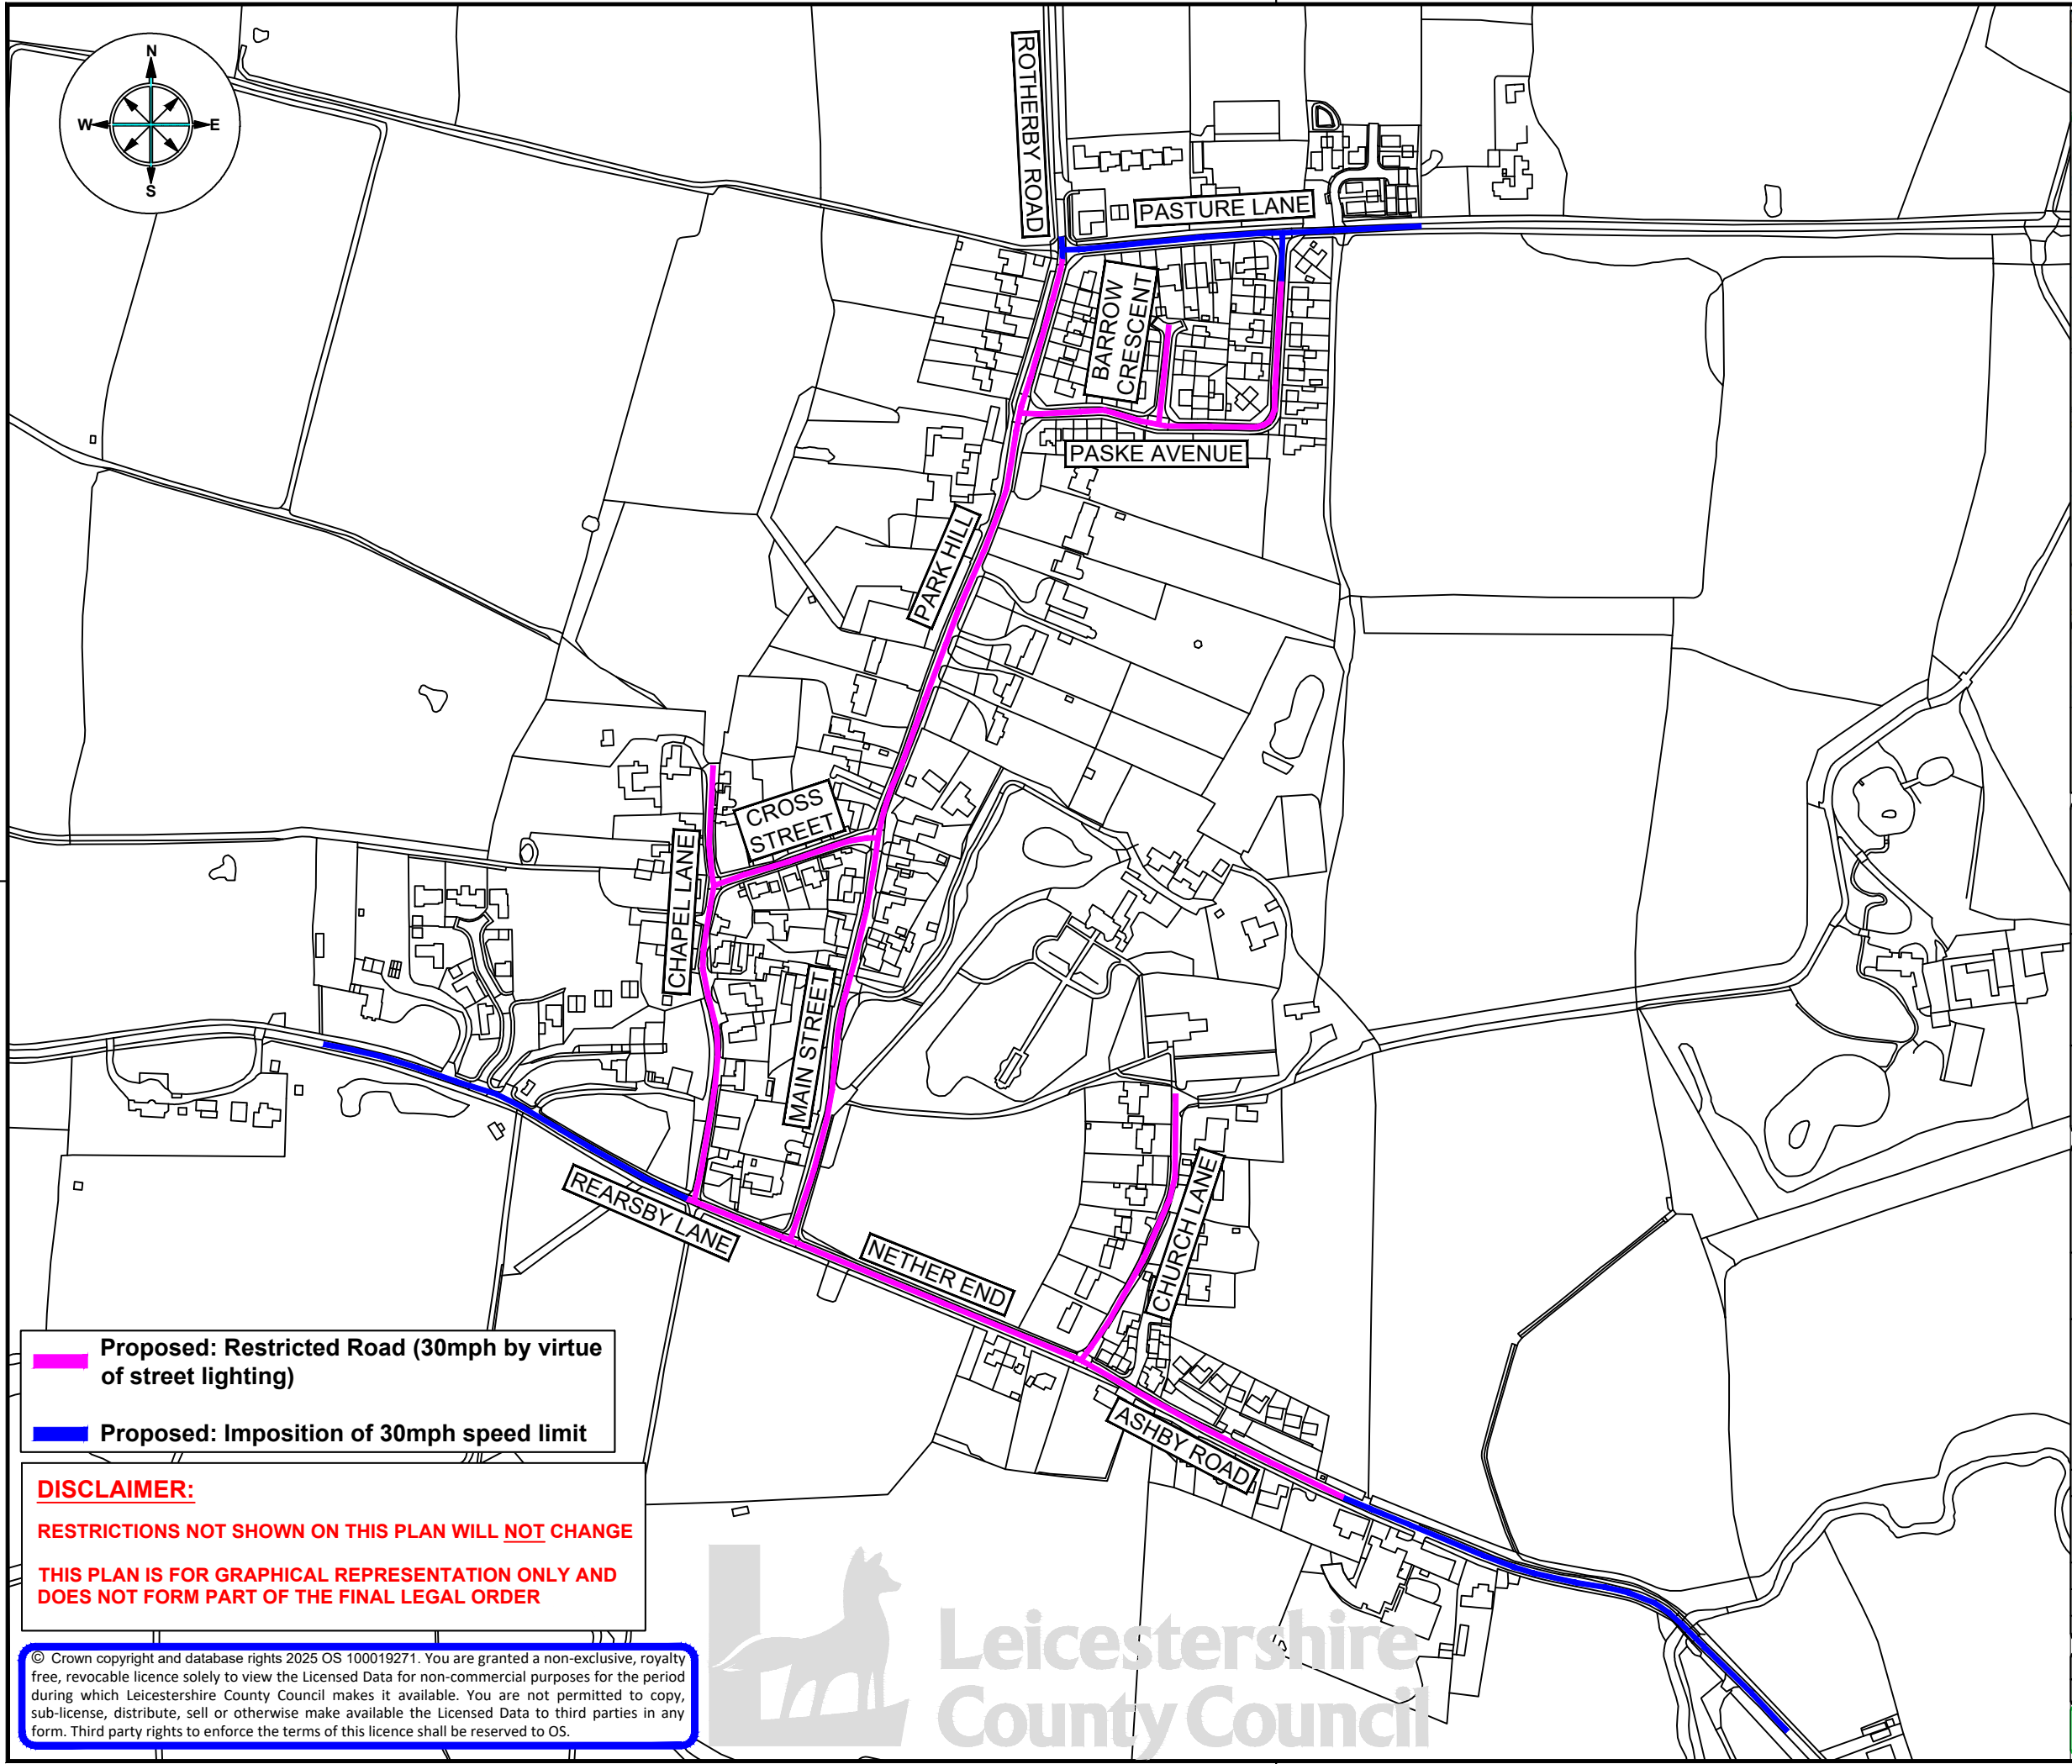 N
W
E
S
ROTHERBY ROAD
PASTURE LANE
BARROW
CRESCENT
PASKE AVENUE
PARK HILL
CROSS
STREET
CHAPEL LANE
MAIN STREET
REARSBY LANE
NETHER END
CHURCH LANE
ASHBY ROAD
Proposed: Restricted Road (30mph by virtue
of street lighting)
Proposed: Imposition of 30mph speed limit
DISCLAIMER:
RESTRICTIONS NOT SHOWN ON THIS PLAN WILL NOT CHANGE
THIS PLAN IS FOR GRAPHICAL REPRESENTATION ONLY AND
DOES NOT FORM PART OF THE FINAL LEGAL ORDER
© Crown copyright and database rights 2025 OS 100019271. You are granted a non-exclusive, royalty
free, revocable licence solely to view the Licensed Data for non-commercial purposes for the period
during which Leicestershire County Council makes it available. You are not permitted to copy,
sub-license, distribute, sell or otherwise make available the Licensed Data to third parties in any
form. Third party rights to enforce the terms of this licence shall be reserved to OS.
Leicestershire
County Council